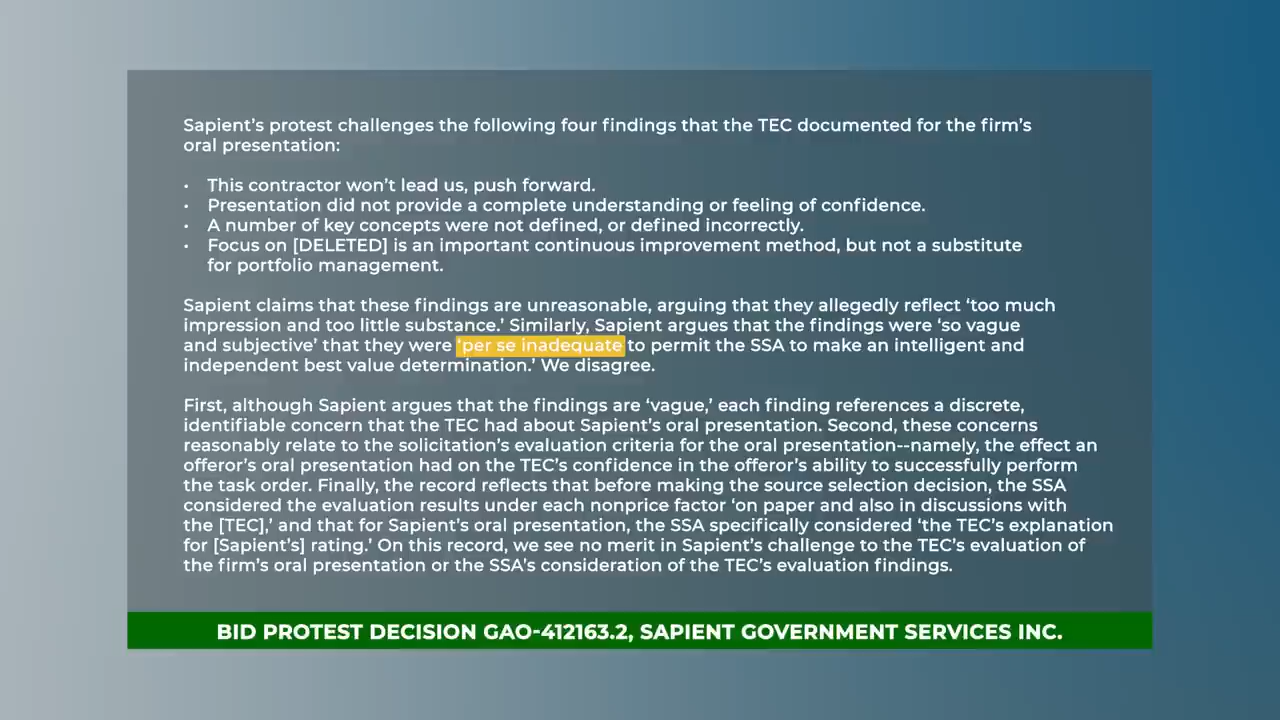 Sapient’s protest challenges the following four findings that the TEC documented for the firm’s
oral presentation:
• This contractor won’t lead us, push forward.
• Presentation did not provide a complete understanding or feeling of confidence.
• A number of key concepts were not defined, or defined incorrectly.
• Focus on [DELETED] is an important continuous improvement method, but not a substitute
for portfolio management.
Sapient claims that these findings are unreasonable, arguing that they allegedly reflect ‘too much
impression and too little substance.’ Similarly, Sapient argues that the findings were ‘so vague
and subjective’ that they were ‘per se inadequate to permit the SSA to make an intelligent and
independent best value determination.’ We disagree.
First, although Sapient argues that the findings are ‘vague,’ each finding references a discrete,
identifiable concern that the TEC had about Sapient’s oral presentation. Second, these concerns
reasonably relate to the solicitation’s evaluation criteria for the oral presentation--namely, the effect an
offeror’s oral presentation had on the TEC’s confidence in the offeror’s ability to successfully perform
the task order. Finally, the record reflects that before making the source selection decision, the SSA
considered the evaluation results under each nonprice factor ‘on paper and also in discussions with
the [TEC],’ and that for Sapient’s oral presentation, the SSA specifically considered ‘the TEC’s explanation
for [Sapient’s] rating.’ On this record, we see no merit in Sapient’s challenge to the TEC’s evaluation of
the firm’s oral presentation or the SSA’s consideration of the TEC’s evaluation findings.
BID PROTEST DECISION GAO-412163.2, SAPIENT GOVERNMENT SERVICES INC.